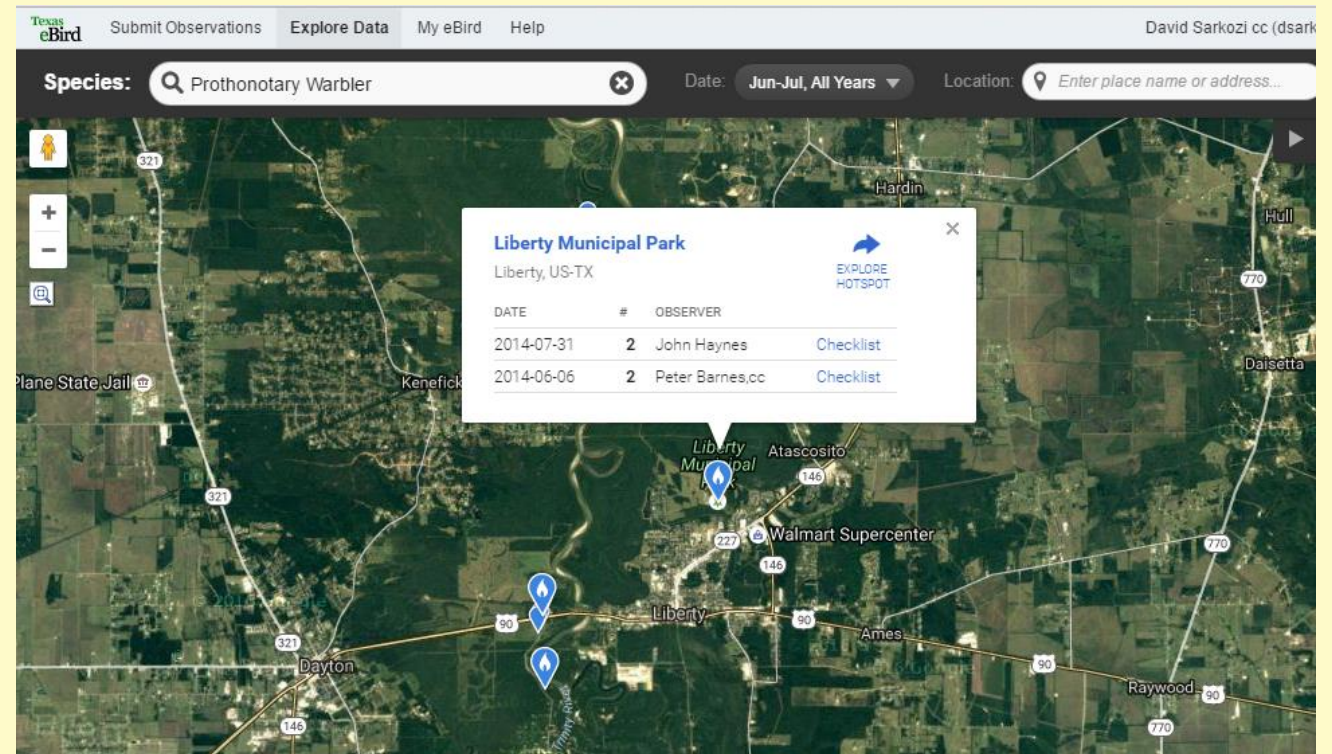 Texas
eBird Submit Observations Explore Data My eBird Help David Sarkozi cc (dsark
Species: Prothonotary Warbler Date: Jun-Jul, All Years Location: Enter place name or address...
321
Hardin
Hull
Liberty Municipal Park
Liberty, US-TX
EXPLORE
HOTSPOT
770
DATE # OBSERVER
2014-07-31 2 John Haynes Checklist
2014-06-06 2 Peter Barnes,cc Checklist
Daisetta
Plane State Jail
Kenefick
Liberty
Municipal
Atascosito
146
321
227
Walmart Supercenter
770
146
90
Liberty
90
Ames
321
Dayton
90
Raywood
90
Trinity River
146
770